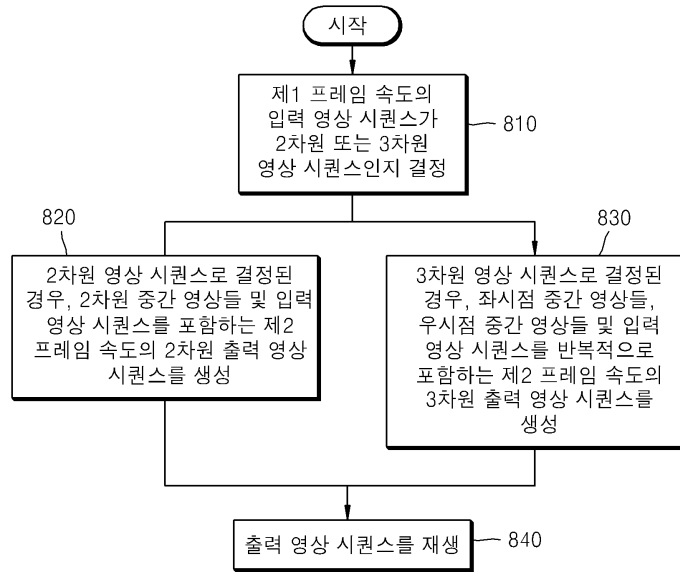 시작
제1 프레임 속도의
입력 영상 시퀀스가
2차원 또는 3차원
영상 시퀀스인지 결정
810
820
2차원 영상 시퀀스로 결정된
경우, 2차원 중간 영상들 및 입력
영상 시퀀스를 포함하는 제2
프레임 속도의 2차원 출력 영상
시퀀스를 생성
830
3차원 영상 시퀀스로 결정된
경우, 좌시점 중간 영상들,
우시점 중간 영상들 및 입력
영상 시퀀스를 반복적으로
포함하는 제2 프레임 속도의
3차원 출력 영상 시퀀스를
생성
출력 영상 시퀀스를 재생
840